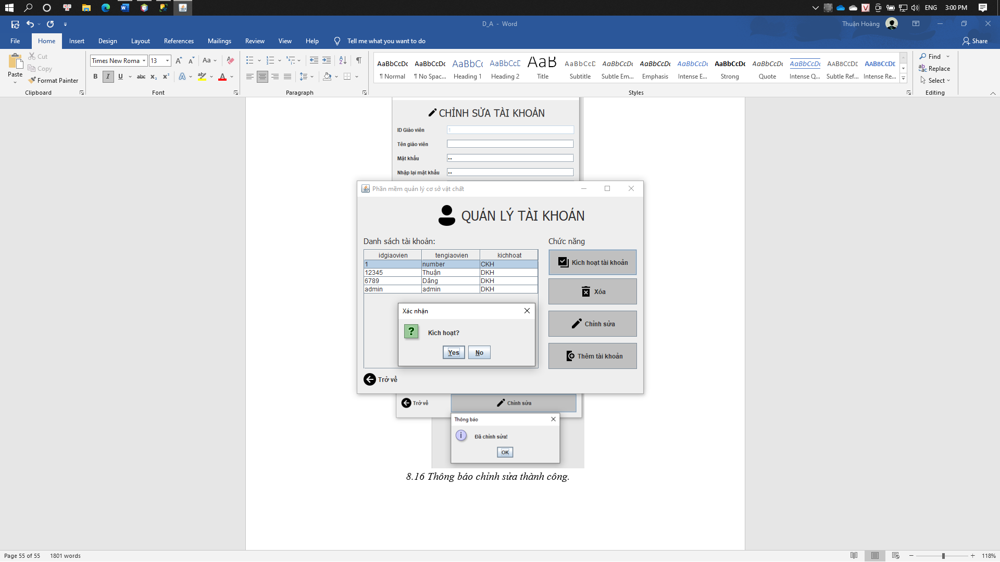 ENG
3:00 PM
D_A - Word
Thuận Hoàng
File
Home
Insert
Design
Layout
References
Mailings
Review
View
Help
Tell me what you want to do
Share
Paste
Cut
Copy
Format Painter
Clipboard
Times New Roma
13
Font
Paragraph
AaBbCcDc
¶ Normal
AaBbCcDc
¶ No Spac...
AaBbCc
Heading 1
AaBbCcD
Heading 2
AaB
Title
AaBbCcD
Subtitle
AaBbCcDc
Subtle Em...
AaBbCcDc
Emphasis
AaBbCcDc
Intense E...
AaBbCcDc
Strong
AaBbCcDc
Quote
AaBbCcDc
Intense Q...
AaBbCcDd
Subtle Ref...
AaBbCcDd
Intense Re...
Styles
Find
Replace
Select
Editing
CHỈNH SỬA TÀI KHOẢN
ID Giáo viên
1
Tên giáo viên
Mật khẩu
Nhập lại mật khẩu
Phần mềm quản lý cơ sở vật chất
QUẢN LÝ TÀI KHOẢN
Danh sách tài khoản:
Chức năng
idgiaovien tengiaovien kichhoat
1 number CKH
12345 Thuận DKH
6789 Dâng DKH
admin admin DKH
Kích hoạt tài khoản
Xóa
Chỉnh sửa
Thêm tài khoản
Xác nhận
Kích hoạt?
Yes
No
Trở về
Trở về
Chỉnh sửa
Thông báo
Đã chỉnh sửa!
OK
8.16 Thông báo chỉnh sửa thành công.
Page 55 of 55
1801 words
118%